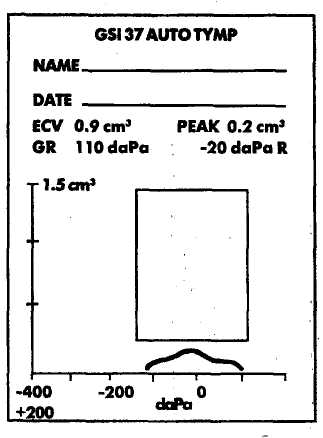 GSI 37 AUTO TYMP
NAME
DATE
ECV 0.9 cm³ PEAK 0.2 cm³
GR 110 daPa -20 daPa R
1.5 cm³
-400 -200 0
daPa
+200